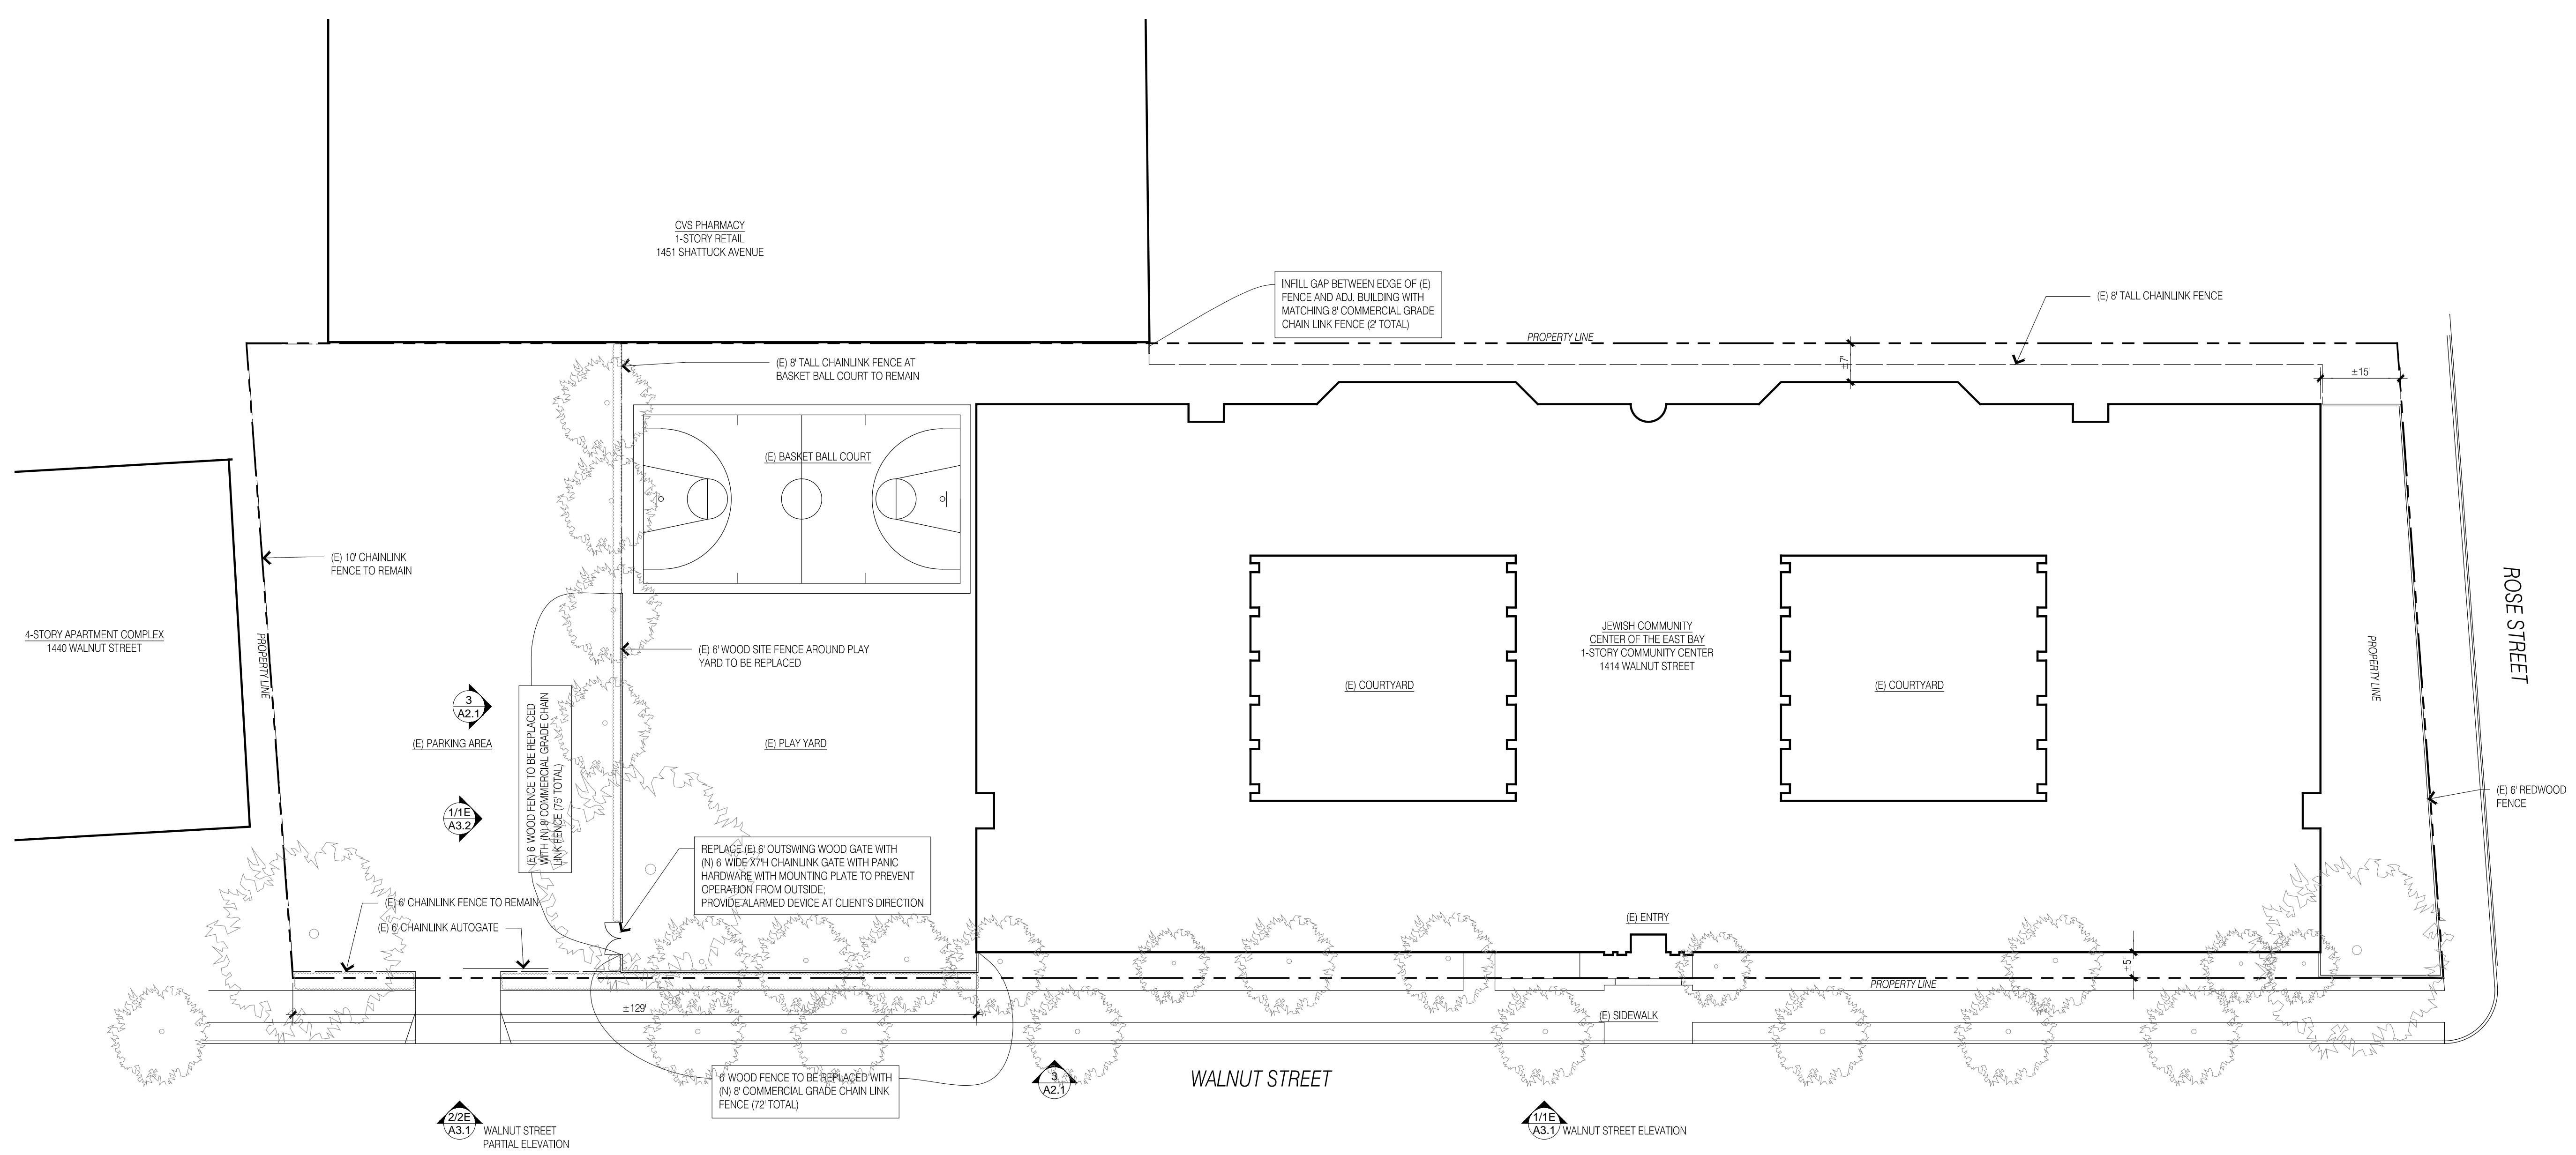 CVS PHARMACY
1-STORY RETAIL
1451 SHATTUCK AVENUE
INFILL GAP BETWEEN EDGE OF (E)
FENCE AND ADJ. BUILDING WITH
MATCHING 8' COMMERCIAL GRADE
CHAIN LINK FENCE (2' TOTAL)
(E) 8' TALL CHAINLINK FENCE
PROPERTY LINE
±7'
±15'
(E) 8' TALL CHAINLINK FENCE AT
BASKET BALL COURT TO REMAIN
(E) BASKET BALL COURT
(E) 10' CHAINLINK
FENCE TO REMAIN
4-STORY APARTMENT COMPLEX
1440 WALNUT STREET
PROPERTY LINE
(E) 6' WOOD SITE FENCE AROUND PLAY
YARD TO BE REPLACED
JEWISH COMMUNITY
CENTER OF THE EAST BAY
1-STORY COMMUNITY CENTER
1414 WALNUT STREET
(E) COURTYARD
(E) COURTYARD
PROPERTY LINE
ROSE STREET
3
A2.1
(E) PARKING AREA
(E) 6' WOOD FENCE TO BE REPLACED
WITH (N) 8' COMMERCIAL GRADE CHAIN
LINK FENCE (75 TOTAL)
(E) PLAY YARD
1/1E
A3.2
(E) 6' REDWOOD
FENCE
REPLACE (E) 6' OUTSWING WOOD GATE WITH
(N) 6' WIDE X7'H CHAINLINK GATE WITH PANIC
HARDWARE WITH MOUNTING PLATE TO PREVENT
OPERATION FROM OUTSIDE;
PROVIDE ALARMED DEVICE AT CLIENT'S DIRECTION
(E) 6' CHAINLINK FENCE TO REMAIN
(E) 6' CHAINLINK AUTOGATE
(E) ENTRY
±5'
PROPERTY LINE
±129'
(E) SIDEWALK
6' WOOD FENCE TO BE REPLACED WITH
(N) 8' COMMERCIAL GRADE CHAIN LINK
FENCE (72' TOTAL)
3
A2.1
WALNUT STREET
2/2E
A3.1
WALNUT STREET
PARTIAL ELEVATION
1/1E
A3.1
WALNUT STREET ELEVATION